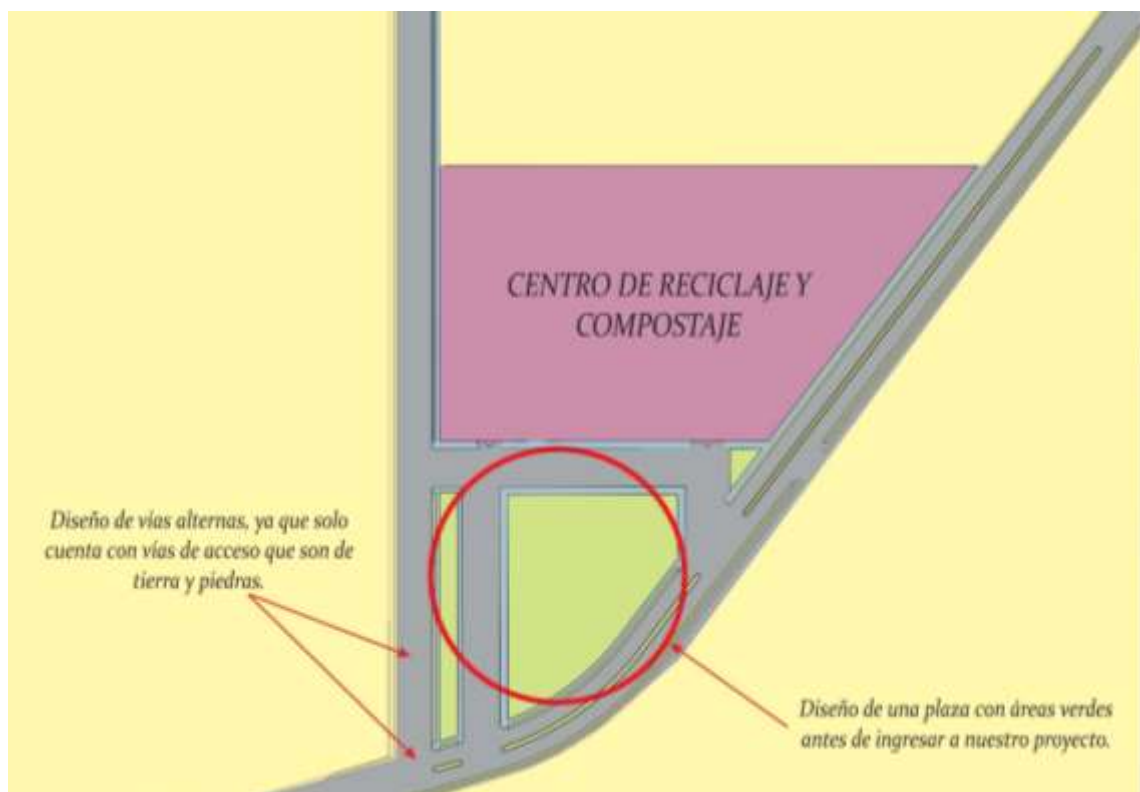 CENTRO DE RECICLAJE Y
COMPOSTAJE
Diseño de vías alternas, ya que solo
cuenta con vías de acceso que son de
tierra y piedras.
Diseño de una plaza con áreas verdes
antes de ingresar a nuestro proyecto.